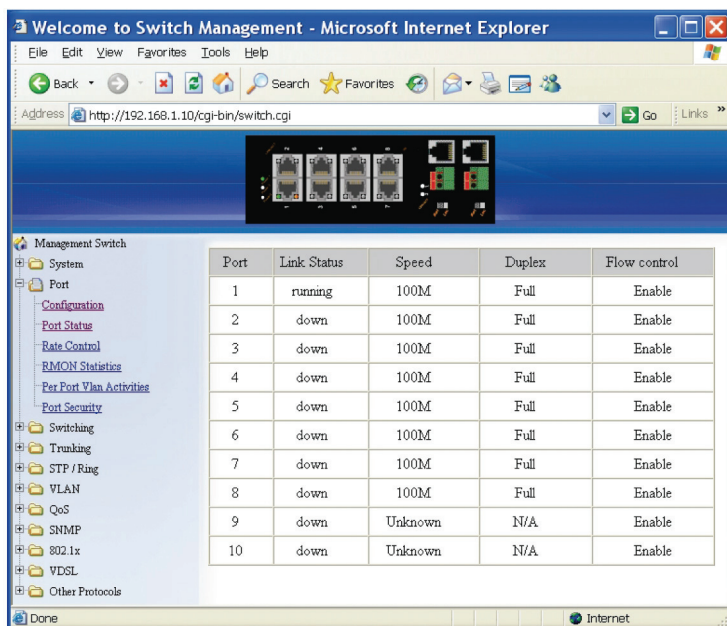 Welcome to Switch Management - Microsoft Internet Explorer
File Edit View Favorites Tools Help
Back Search Favorites
Address http://192.168.1.10/cgi-bin/switch.cgi Go Links »
Management Switch
System
Port
Configuration
Port Status
Rate Control
RMON Statistics
Per Port Vlan Activities
Port Security
Switching
Trunking
STP / Ring
VLAN
QoS
SNMP
802.1x
VDSL
Other Protocols
Port Link Status Speed Duplex Flow control
1 running 100M Full Enable
2 down 100M Full Enable
3 down 100M Full Enable
4 down 100M Full Enable
5 down 100M Full Enable
6 down 100M Full Enable
7 down 100M Full Enable
8 down 100M Full Enable
9 down Unknown N/A Enable
10 down Unknown N/A Enable
Done Internet